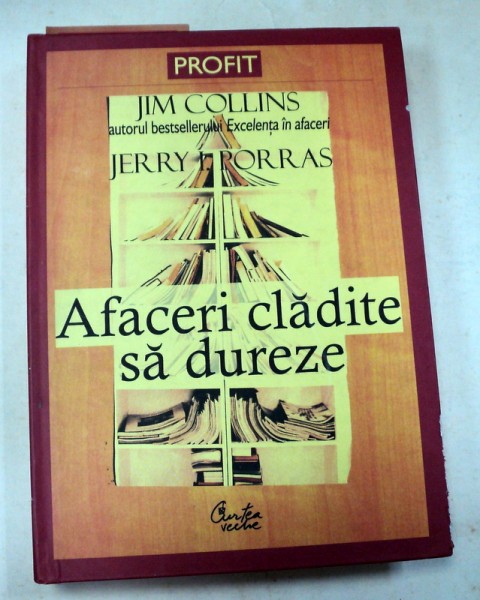 PROFIT
JIM COLLINS
autorul bestsellerului Excelența în afaceri
JERRY I. PORRAS
Afaceri clădite
să dureze
Curtea
veche